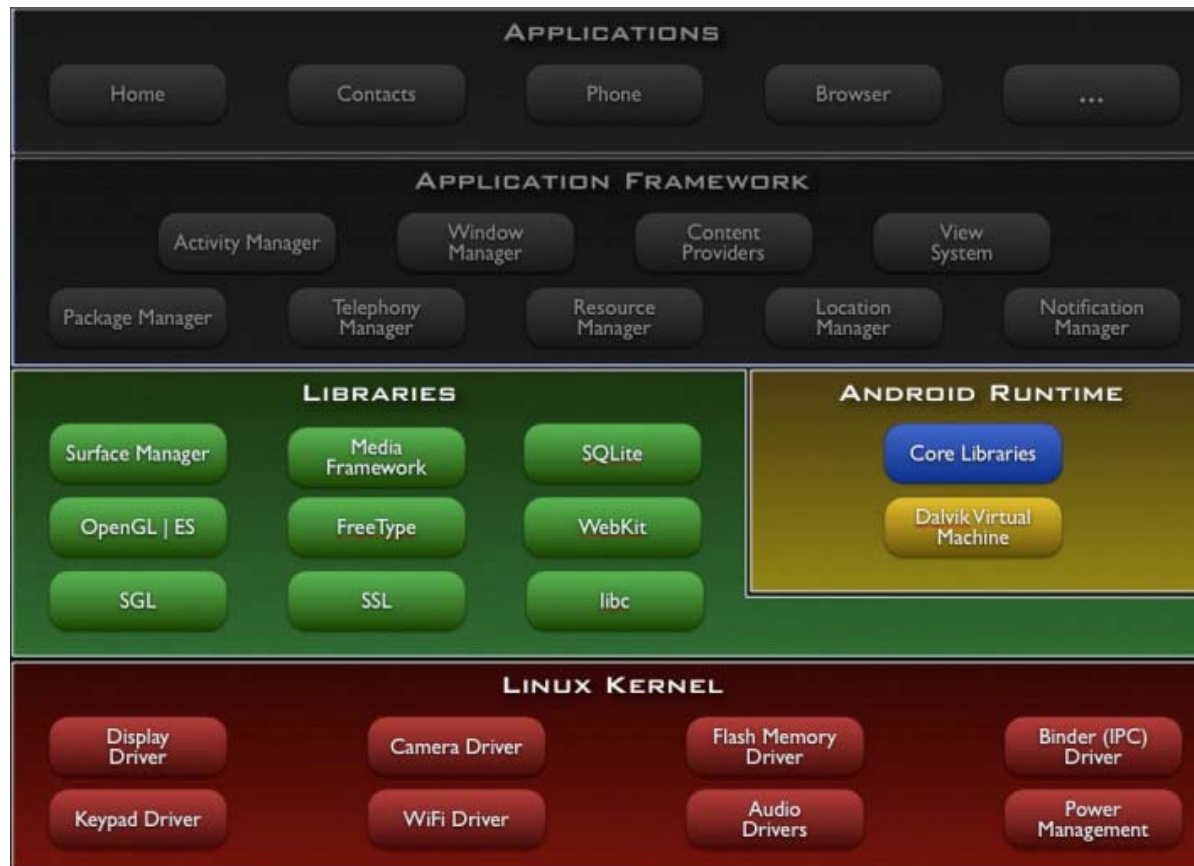 APPLICATIONS
Home
Contacts
Phone
Browser
...
APPLICATION FRAMEWORK
Activity Manager
Window
Manager
Content
Providers
View
System
Package Manager
Telephony
Manager
Resource
Manager
Location
Manager
Notification
Manager
LIBRARIES
Surface Manager
Media
Framework
SQLite
OpenGL | ES
FreeType
WebKit
SGL
SSL
libc
ANDROID RUNTIME
Core Libraries
Dalvik Virtual
Machine
LINUX KERNEL
Display
Driver
Camera Driver
Flash Memory
Driver
Binder (IPC)
Driver
Keypad Driver
WiFi Driver
Audio
Drivers
Power
Management